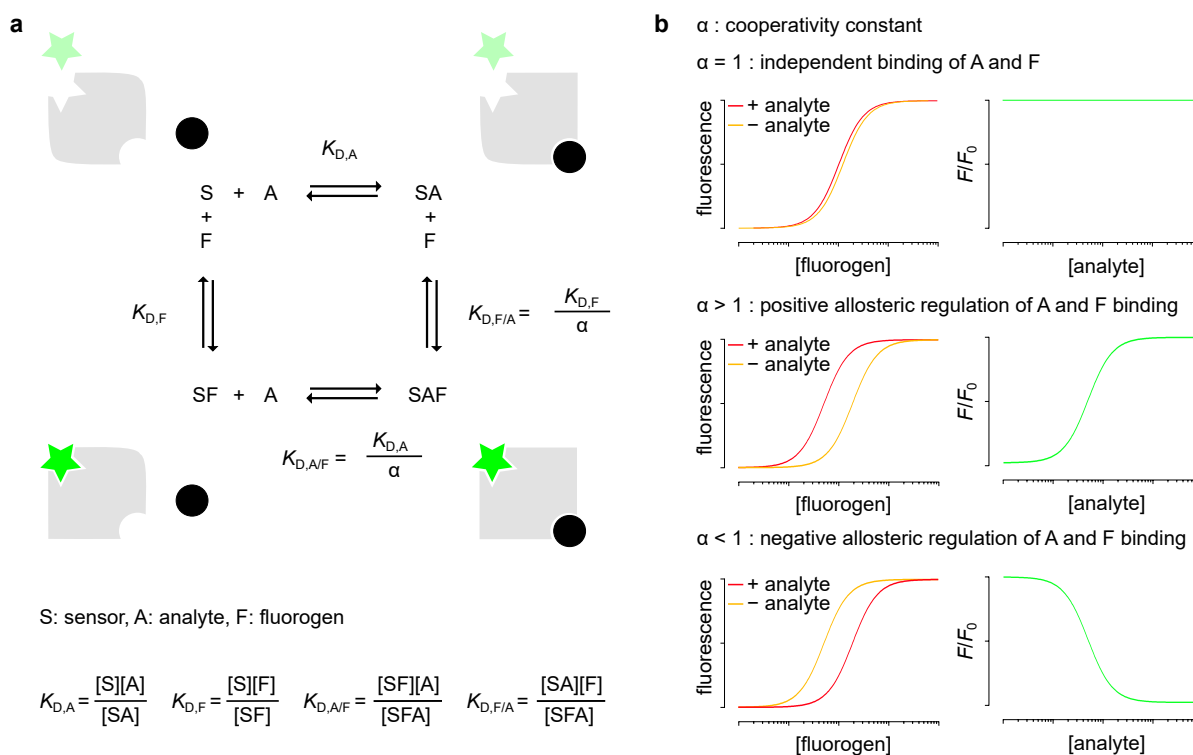 a
K_D,A
S + A SA
+ +
F F
K_D,F K_D,F/A = K_D,F / α
SF + A SAF
K_D,A/F = K_D,A / α
S: sensor, A: analyte, F: fluorogen
K_D,A = [S][A] / [SA] K_D,F = [S][F] / [SF] K_D,A/F = [SF][A] / [SFA] K_D,F/A = [SA][F] / [SFA]
b
α : cooperativity constant
α = 1 : independent binding of A and F
+ analyte
− analyte
fluorescence
[fluorogen]
F/F₀
[analyte]
α > 1 : positive allosteric regulation of A and F binding
+ analyte
− analyte
fluorescence
[fluorogen]
F/F₀
[analyte]
α < 1 : negative allosteric regulation of A and F binding
+ analyte
− analyte
fluorescence
[fluorogen]
F/F₀
[analyte]